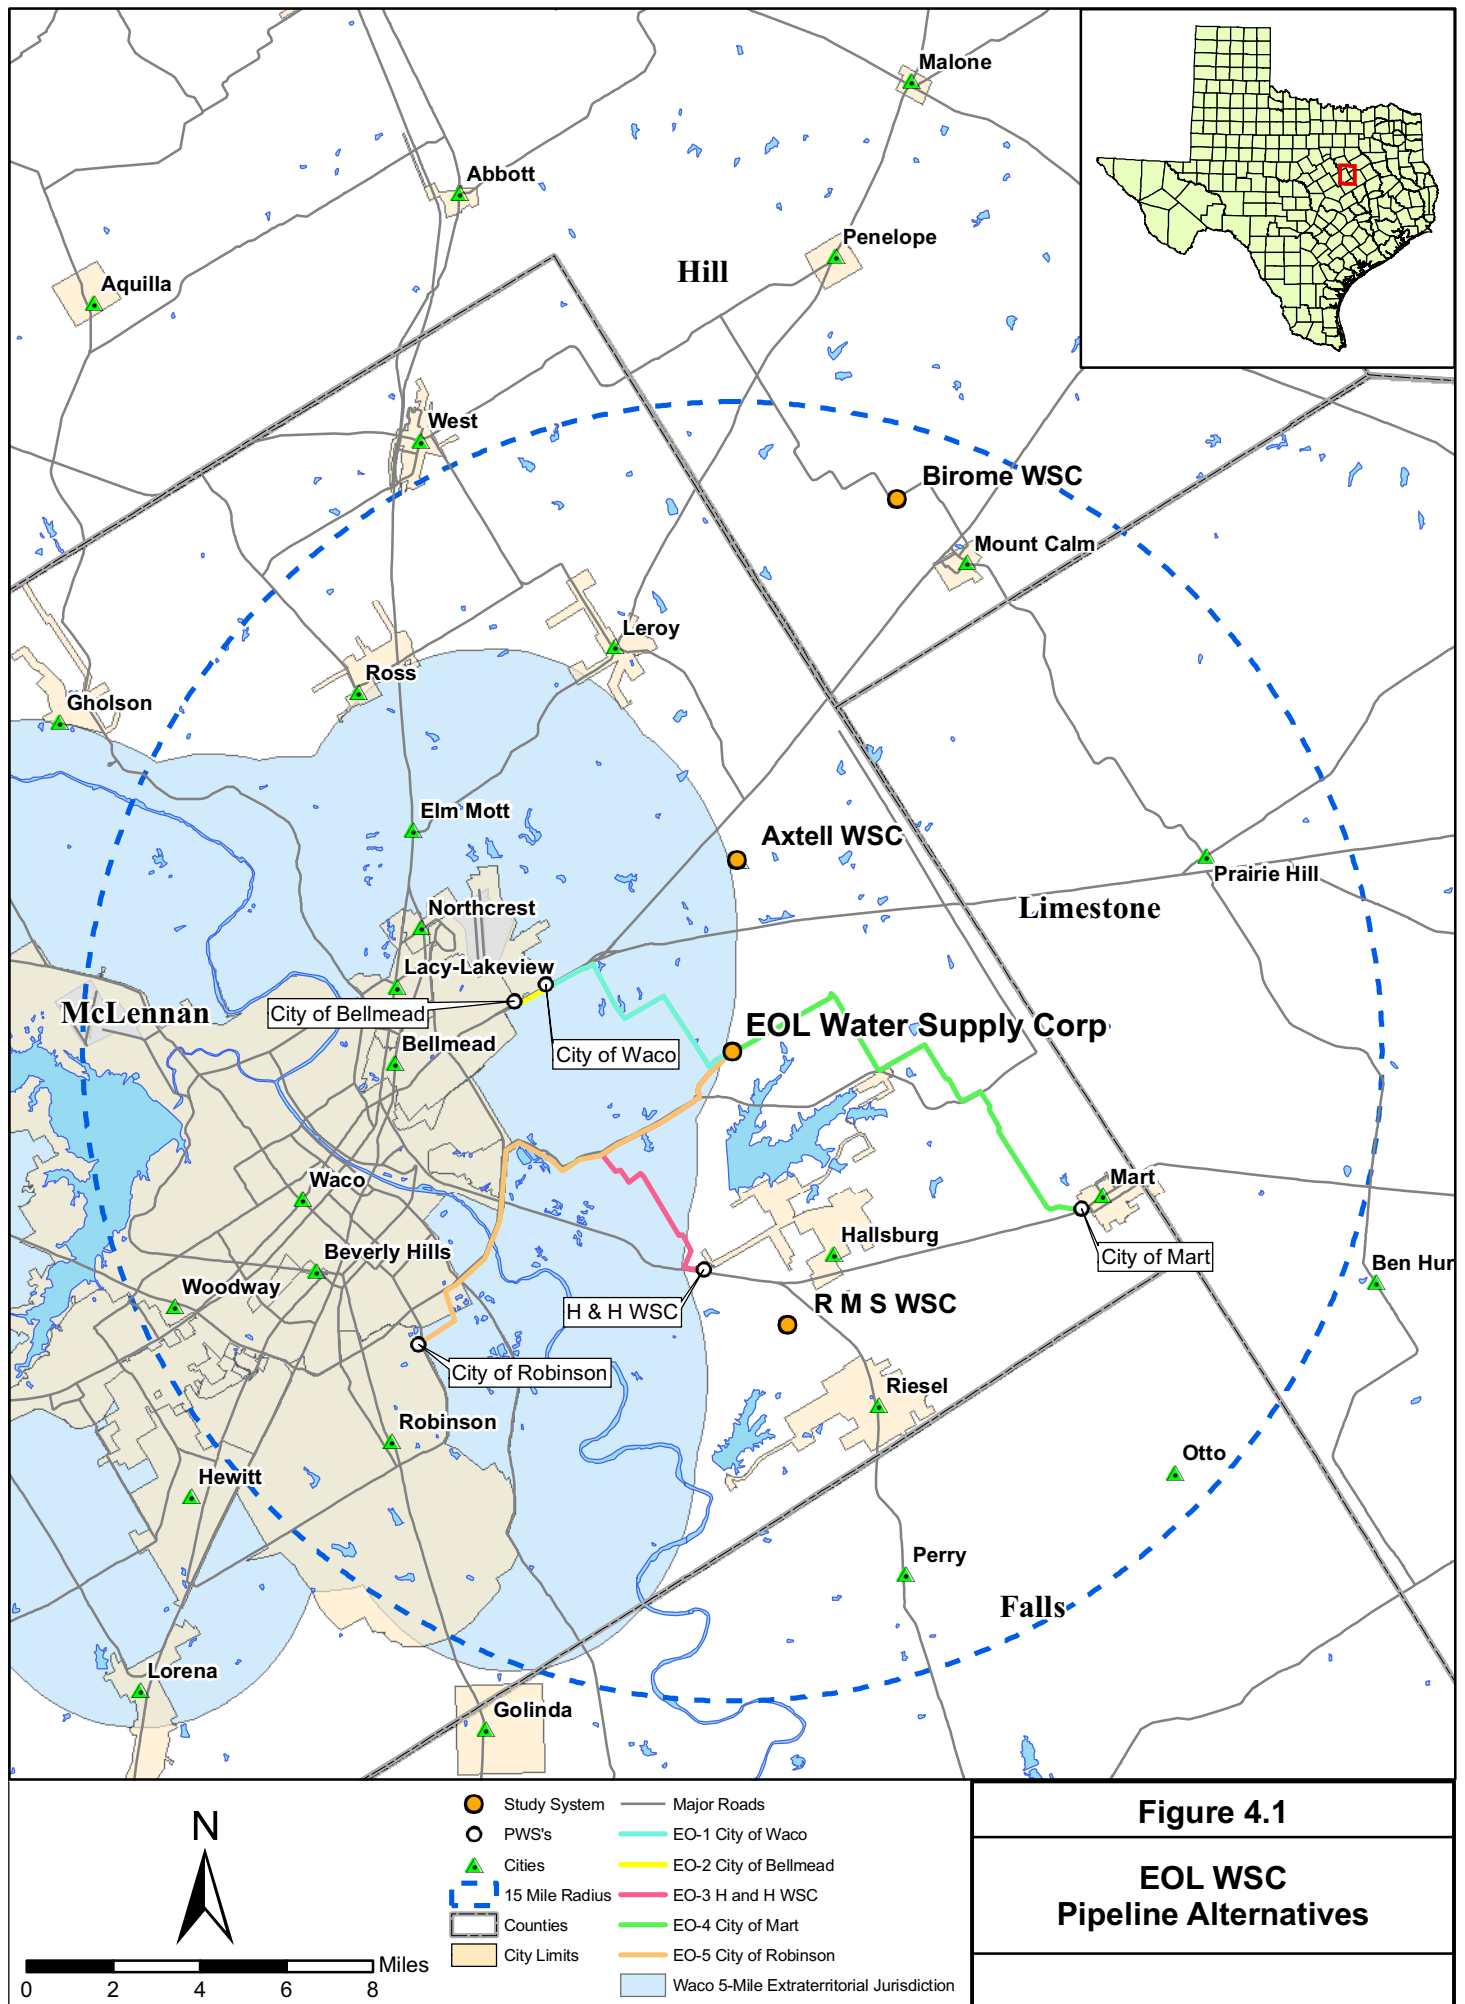 Malone
Abbott
Penelope
Hill
Aquilla
West
Birome WSC
Mount Calm
Leroy
Ross
Gholson
Elm Mott
Axtell WSC
Prairie Hill
Limestone
Northcrest
Lacy-Lakeview
McLennan
City of Bellmead
EOL Water Supply Corp
Bellmead
City of Waco
Waco
Mart
Hallsburg
Beverly Hills
City of Mart
Ben Hur
Woodway
H & H WSC
R M S WSC
City of Robinson
Riesel
Robinson
Otto
Hewitt
Perry
Falls
Lorena
Golinda
N
Miles
0 2 4 6 8
Study System
PWS's
Cities
15 Mile Radius
Counties
City Limits
Major Roads
EO-1 City of Waco
EO-2 City of Bellmead
EO-3 H and H WSC
EO-4 City of Mart
EO-5 City of Robinson
Waco 5-Mile Extraterritorial Jurisdiction
Figure 4.1
EOL WSC
Pipeline Alternatives